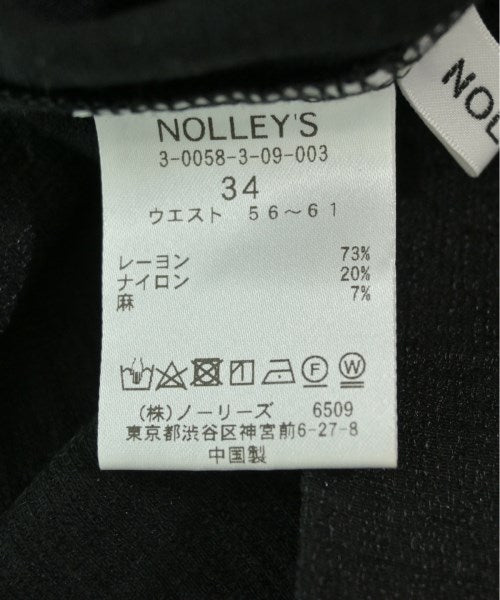 NOLLEY'S
3-0058-3-09-003
34
ウエスト 56～61
レーヨン 73%
ナイロン 20%
麻 7%
F W
(株)ノーリーズ 6509
東京都渋谷区神宮前6-27-8
中国製
NOL